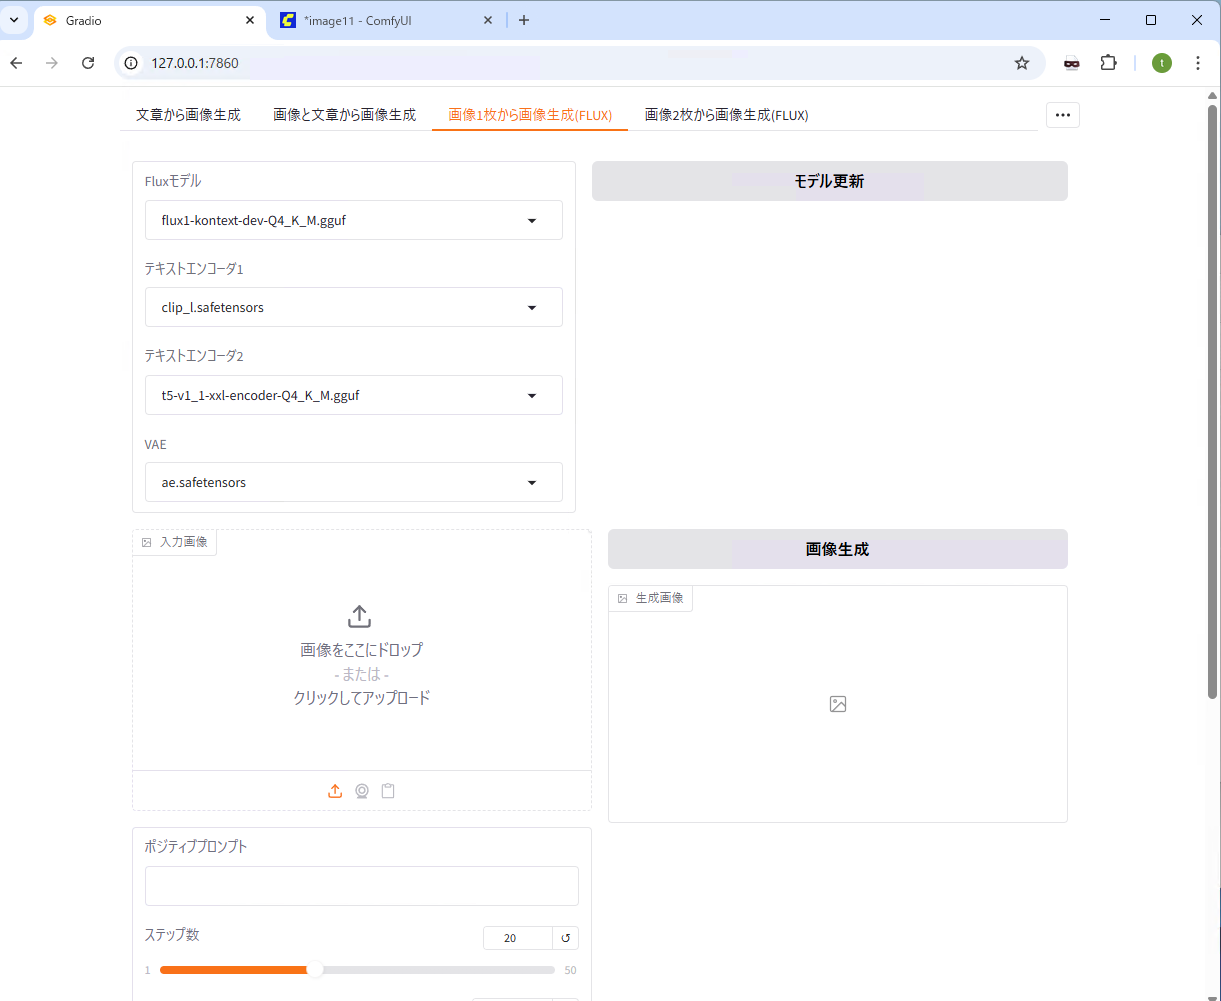 Gradio
*image11 - ComfyUI
127.0.0.1:7860
t
文章から画像生成
画像と文章から画像生成
画像1枚から画像生成(FLUX)
画像2枚から画像生成(FLUX)
Fluxモデル
モデル更新
flux1-kontext-dev-Q4_K_M.gguf
テキストエンコーダ1
clip_l.safetensors
テキストエンコーダ2
t5-v1_1-xxl-encoder-Q4_K_M.gguf
VAE
ae.safetensors
入力画像
画像をここにドロップ
- または -
クリックしてアップロード
画像生成
生成画像
ポジティブプロンプト
ステップ数
20
1
50